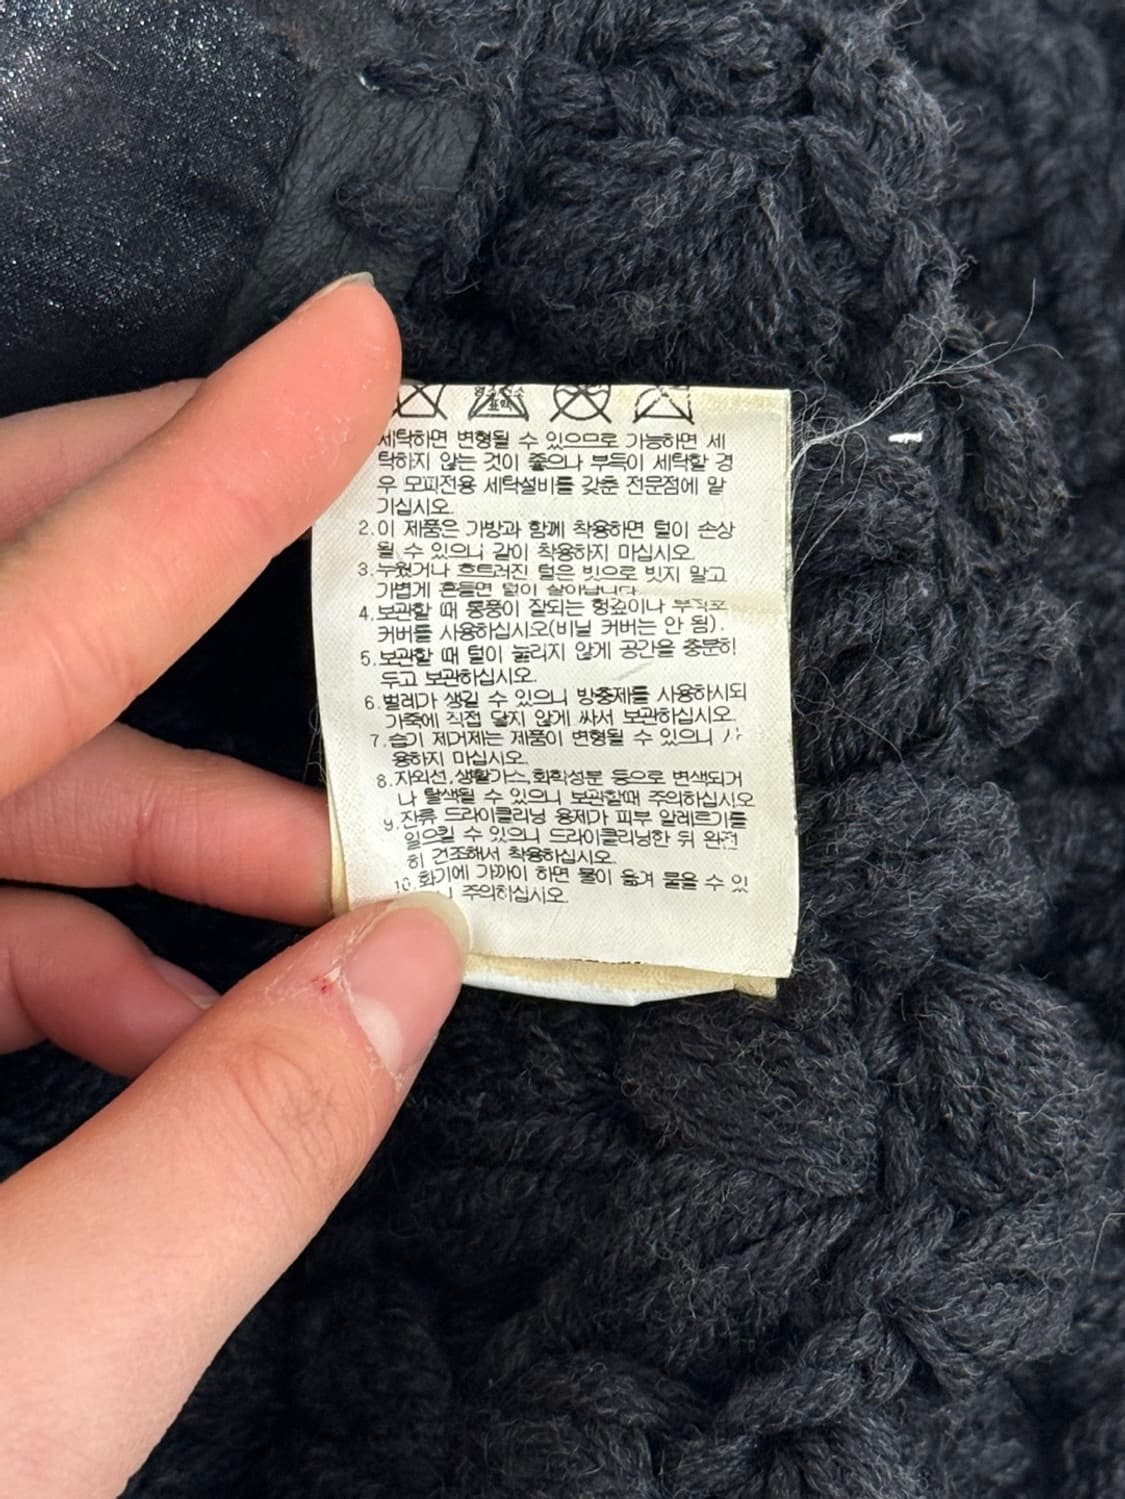 염소 표백
세탁하면 변형될 수 있으므로 가능하면 세
탁하지 않는 것이 좋으나 부득이 세탁할 경
우 모피전용 세탁설비를 갖춘 전문점에 맡
기십시오.
2.이 제품은 가방과 함께 착용하면 털이 손상
될 수 있으니 같이 착용하지 마십시오.
3.누웠거나 흐트러진 털은 빗으로 빗지 말고
가볍게 흔들면 털이 살아납니다.
4.보관할 때 통풍이 잘되는 헝겊이나 부직포
커버를 사용하십시오(비닐 커버는 안 됨).
5.보관할 때 털이 눌리지 않게 공간을 충분히
두고 보관하십시오.
6.벌레가 생길 수 있으니 방충제를 사용하시되
가죽에 직접 닿지 않게 싸서 보관하십시오.
7.습기 제거제는 제품이 변형될 수 있으니 사
용하지 마십시오.
8.자외선,생활가스,화학성분 등으로 변색되거
나 탈색될 수 있으니 보관할때 주의하십시오
9.잔류 드라이클리닝 용제가 피부 알레르기를
일으킬 수 있으니 드라이클리닝한 뒤 완전
히 건조해서 착용하십시오.
10.화기에 가까이 하면 불이 옮겨 붙을 수 있
니 주의하십시오.